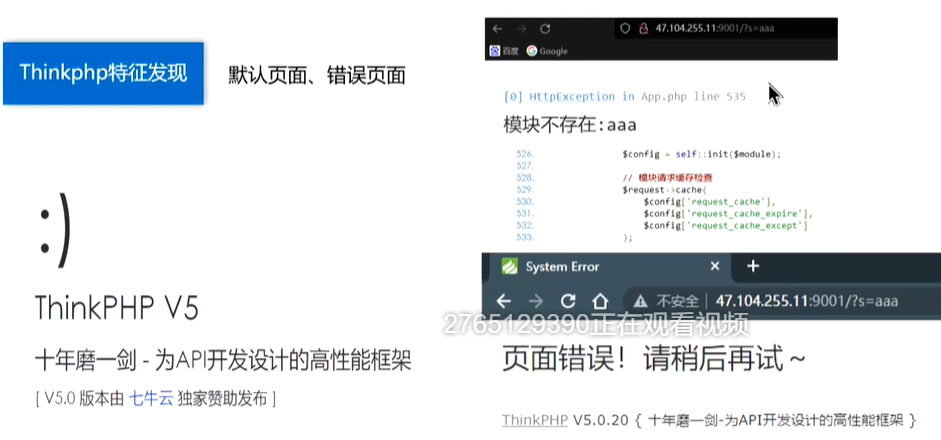 Thinkphp特征发现
默认页面、错误页面
:)
ThinkPHP V5
十年磨一剑 - 为API开发设计的高性能框架
[ V5.0 版本由 七牛云 独家赞助发布 ]
47.104.255.11:9001/?s=aaa
百度 Google
[0] HttpException in App.php line 535
模块不存在:aaa
526. $config = self::init($module);
527.
528. // 模块请求缓存检查
529. $request->cache(
530. $config['request_cache'],
531. $config['request_cache_expire'],
532. $config['request_cache_except']
533. );
System Error
不安全 47.104.255.11:9001/?s=aaa
2765129390正在观看视频
页面错误！请稍后再试～
ThinkPHP V5.0.20 { 十年磨一剑-为API开发设计的高性能框架 }